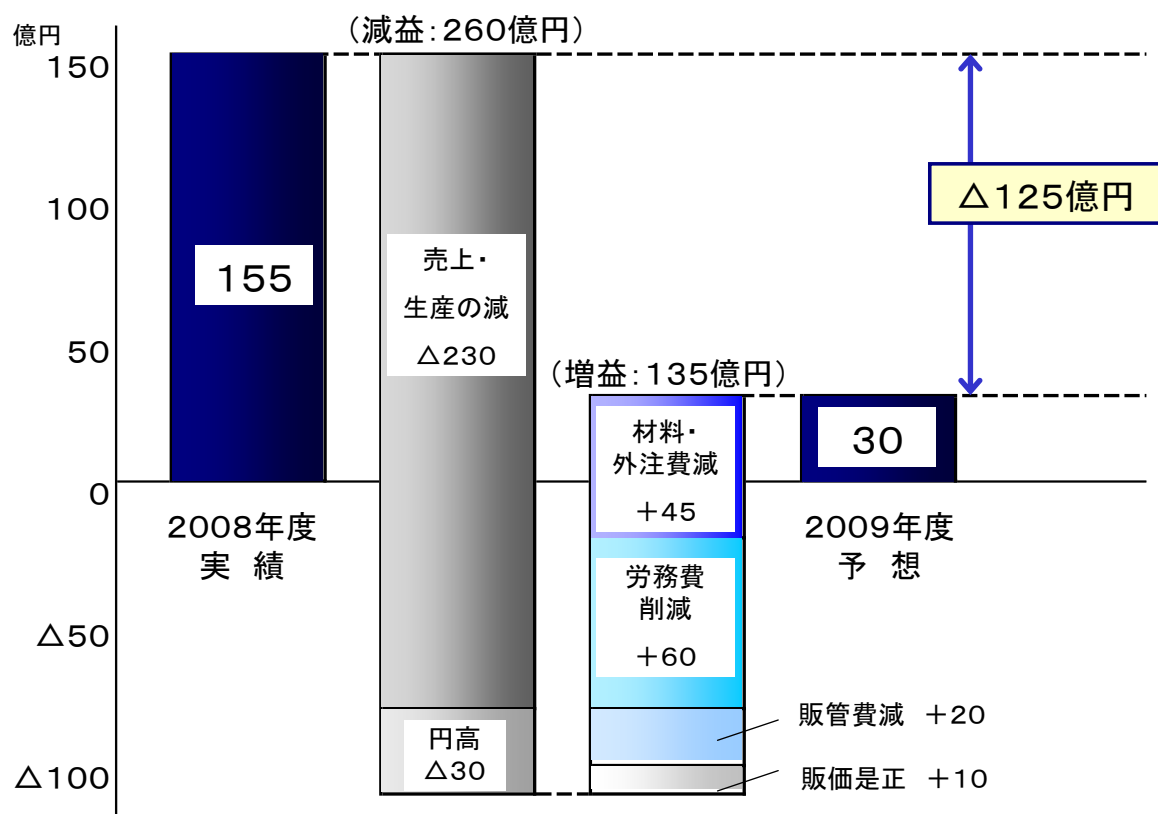 億円
(減益:260億円)
150
100
50
0
△50
△100
155
売上・
生産の減
△230
円高
△30
(増益:135億円)
材料・
外注費減
+45
労務費
削減
+60
30
△125億円
2008年度
実 績
2009年度
予 想
販管費減 +20
販価是正 +10